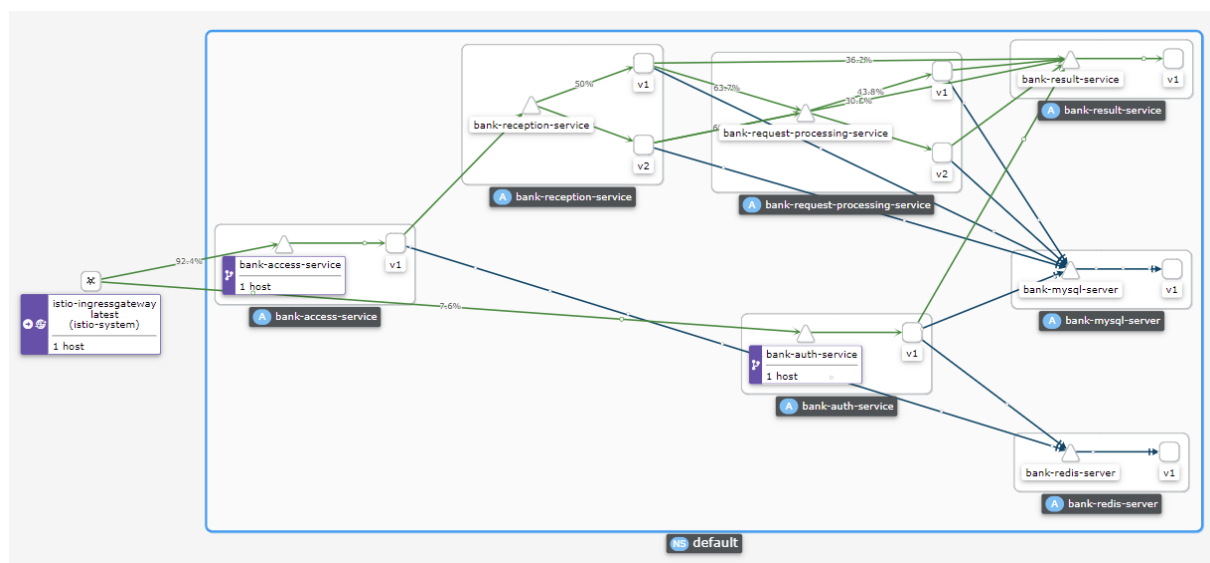 36.2%
bank-result-service
v1
A bank-result-service
50%
v1
63.7%
43.8%
v1
bank-reception-service
bank-request-processing-service
v2
v2
A bank-reception-service
A bank-request-processing-service
92.4%
bank-access-service
1 host
v1
A bank-access-service
istio-ingressgateway
latest
(istio-system)
1 host
7.6%
bank-mysql-server
v1
A bank-mysql-server
bank-auth-service
1 host
v1
A bank-auth-service
bank-redis-server
v1
A bank-redis-server
NS default